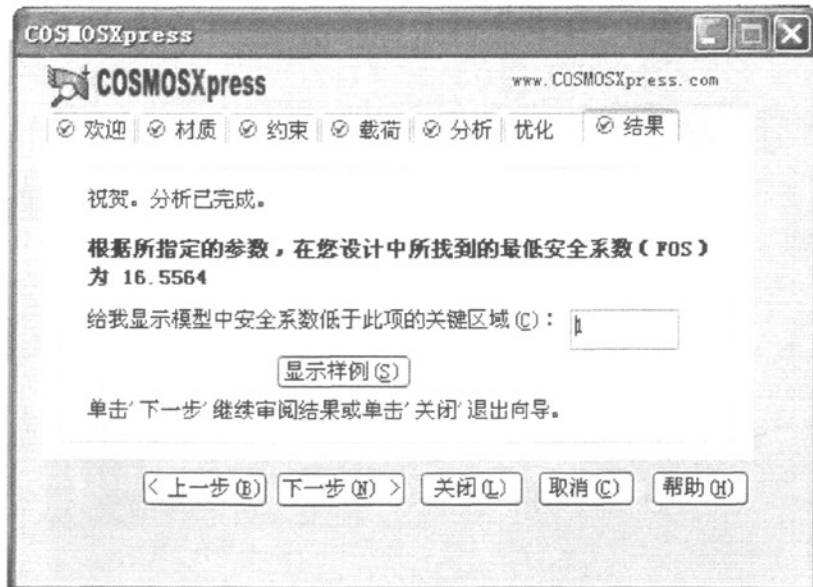 COSMOSXpress
COSMOSXpress
www.COSMOSXpress.com
欢迎 材质 约束 载荷 分析 优化 结果
祝贺。分析已完成。
根据所指定的参数，在您设计中所找到的最低安全系数(FOS)
为 16.5564
给我显示模型中安全系数低于此项的关键区域(C)： 1
显示样例(S)
单击'下一步'继续审阅结果或单击'关闭'退出向导。
< 上一步(B) 下一步(N) > 关闭(L) 取消(C) 帮助(H)